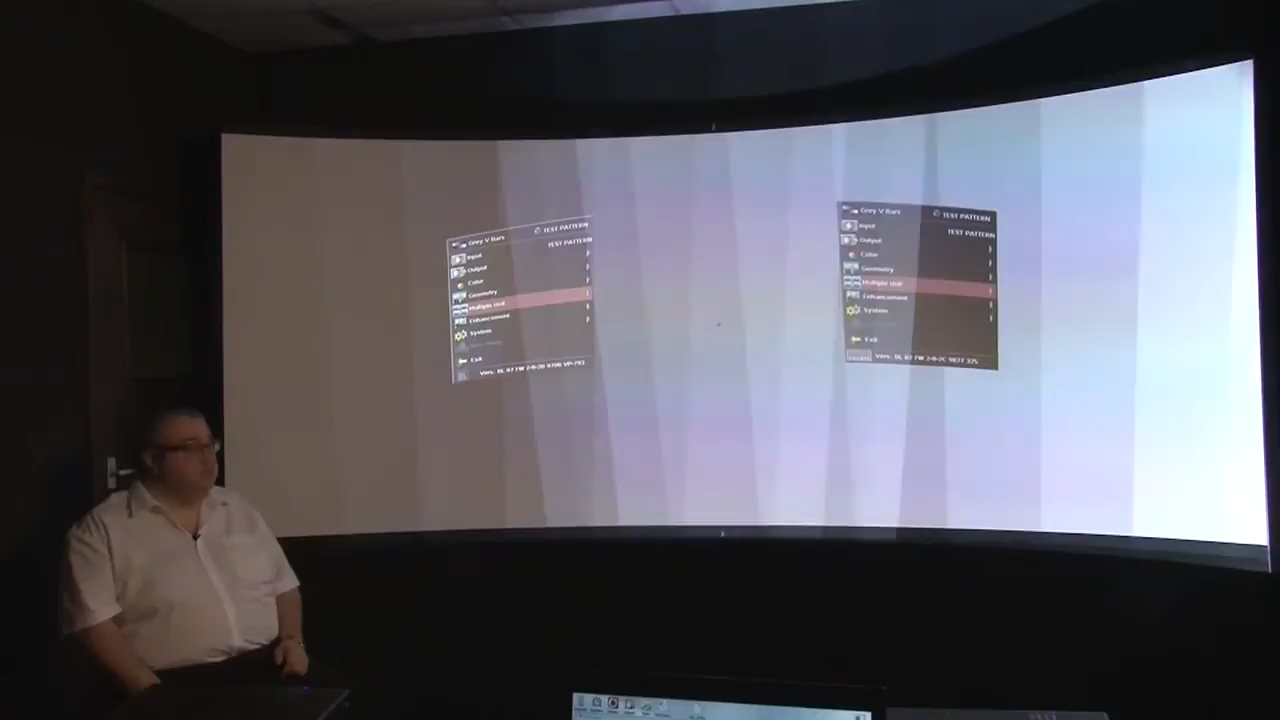 Grey V Bars
TEST PATTERN
TEST PATTERN
Input
Output
Color
Geometry
Multiple Unit
Enhancement
System
Exit
Grey V Bars
TEST PATTERN
TEST PATTERN
Input
Output
Color
Geometry
Multiple Unit
Enhancement
System
Exit